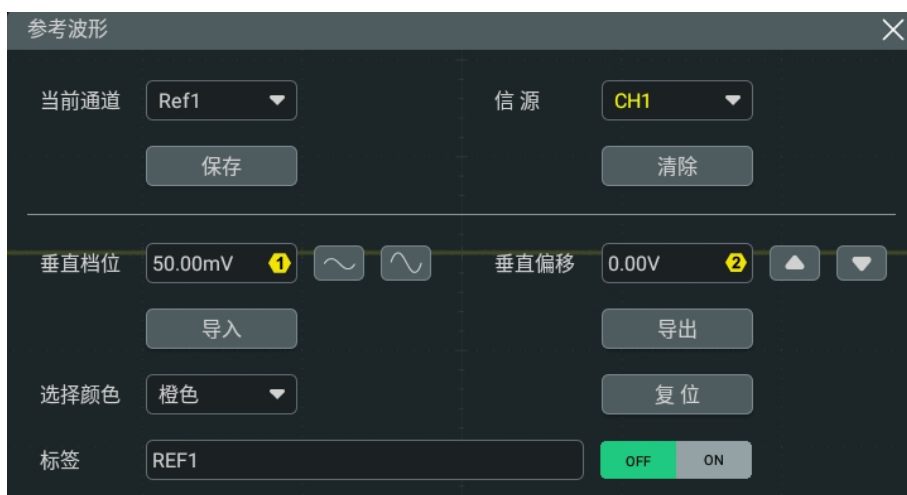 参考波形
当前通道 Ref1 信源 CH1
保存 清除
垂直档位 50.00mV 1 垂直偏移 0.00V 2
导入 导出
选择颜色 橙色 复位
标签 REF1 OFF ON